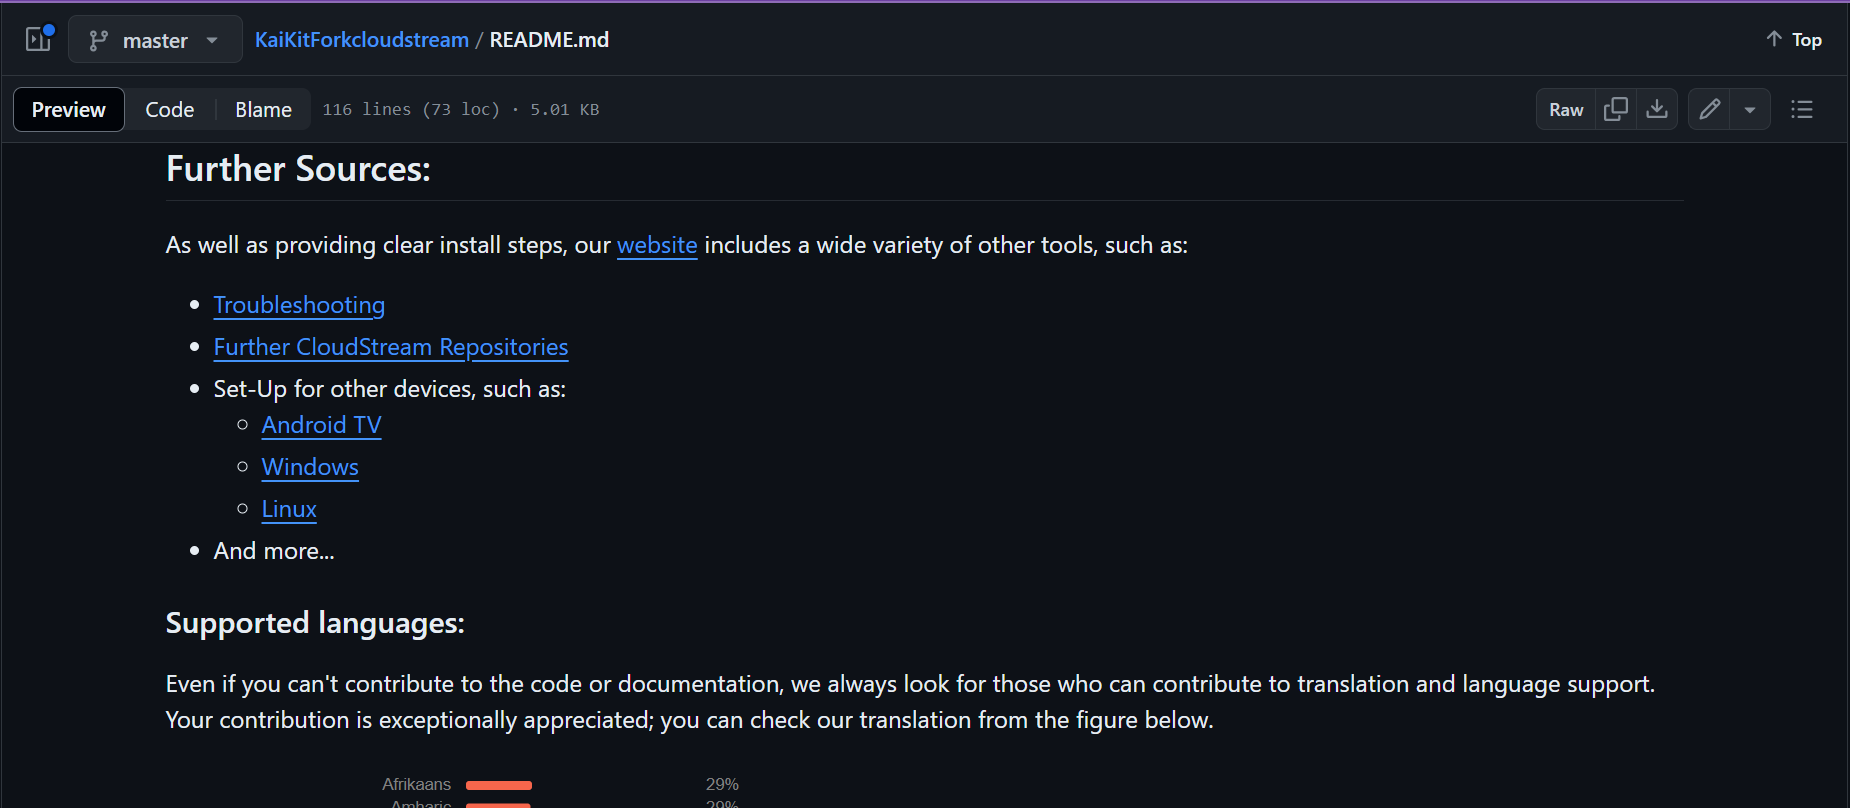 master
KaiKitForkcloudstream / README.md
Top
Preview
Code
Blame
116 lines (73 loc) · 5.01 KB
Raw
Further Sources:
As well as providing clear install steps, our website includes a wide variety of other tools, such as:
Troubleshooting
Further CloudStream Repositories
Set-Up for other devices, such as:
Android TV
Windows
Linux
And more...
Supported languages:
Even if you can't contribute to the code or documentation, we always look for those who can contribute to translation and language support.
Your contribution is exceptionally appreciated; you can check our translation from the figure below.
Afrikaans 29%
Amharic 29%